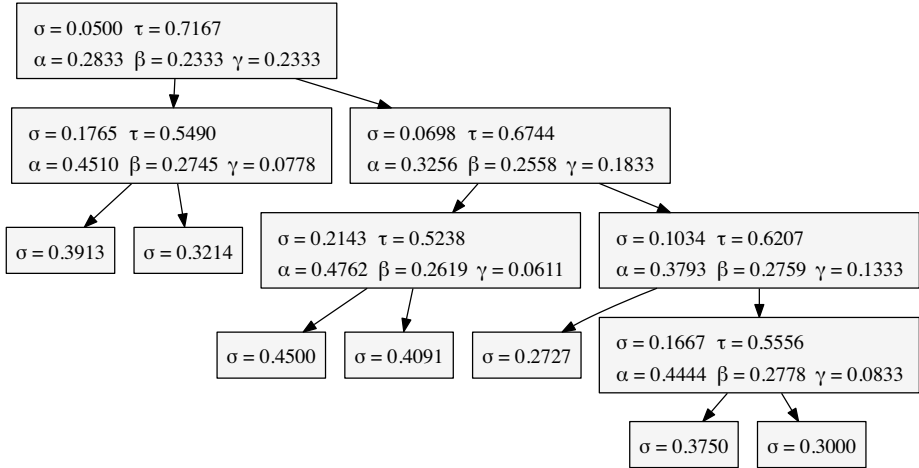 σ = 0.0500 τ = 0.7167
α = 0.2833 β = 0.2333 γ = 0.2333
σ = 0.1765 τ = 0.5490
α = 0.4510 β = 0.2745 γ = 0.0778
σ = 0.0698 τ = 0.6744
α = 0.3256 β = 0.2558 γ = 0.1833
σ = 0.3913
σ = 0.3214
σ = 0.2143 τ = 0.5238
α = 0.4762 β = 0.2619 γ = 0.0611
σ = 0.1034 τ = 0.6207
α = 0.3793 β = 0.2759 γ = 0.1333
σ = 0.4500
σ = 0.4091
σ = 0.2727
σ = 0.1667 τ = 0.5556
α = 0.4444 β = 0.2778 γ = 0.0833
σ = 0.3750
σ = 0.3000